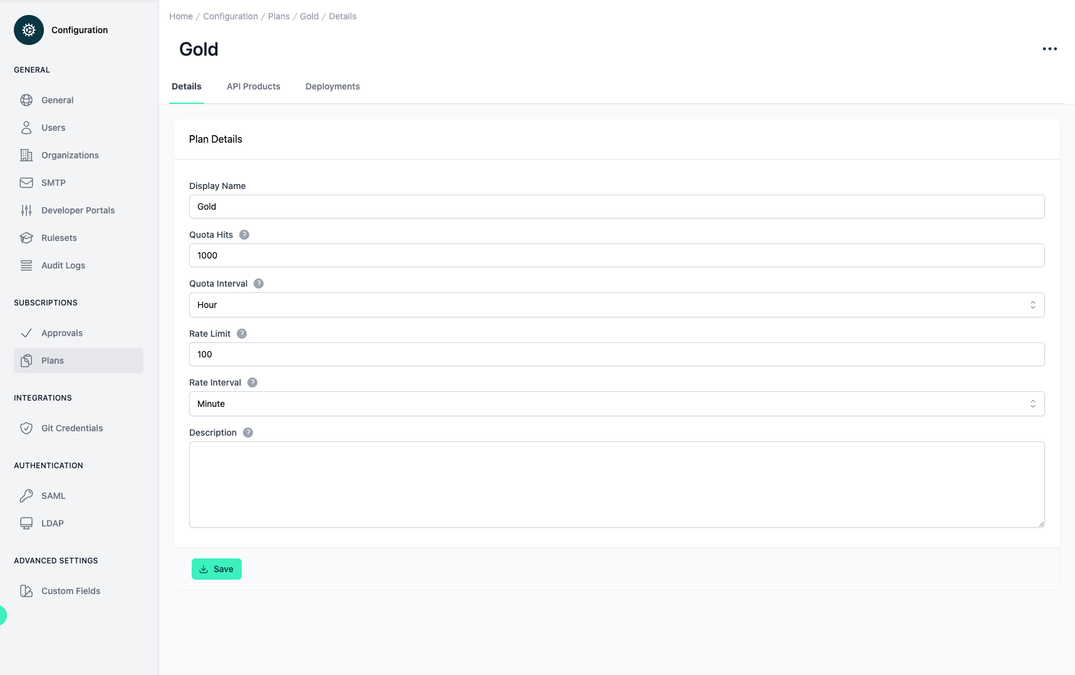 Configuration
GENERAL
General
Users
Organizations
SMTP
Developer Portals
Rulesets
Audit Logs
SUBSCRIPTIONS
Approvals
Plans
INTEGRATIONS
Git Credentials
AUTHENTICATION
SAML
LDAP
ADVANCED SETTINGS
Custom Fields
Home / Configuration / Plans / Gold / Details
Gold
Details API Products Deployments
Plan Details
Display Name
Gold
Quota Hits ?
1000
Quota Interval ?
Hour
Rate Limit ?
100
Rate Interval ?
Minute
Description ?
Save